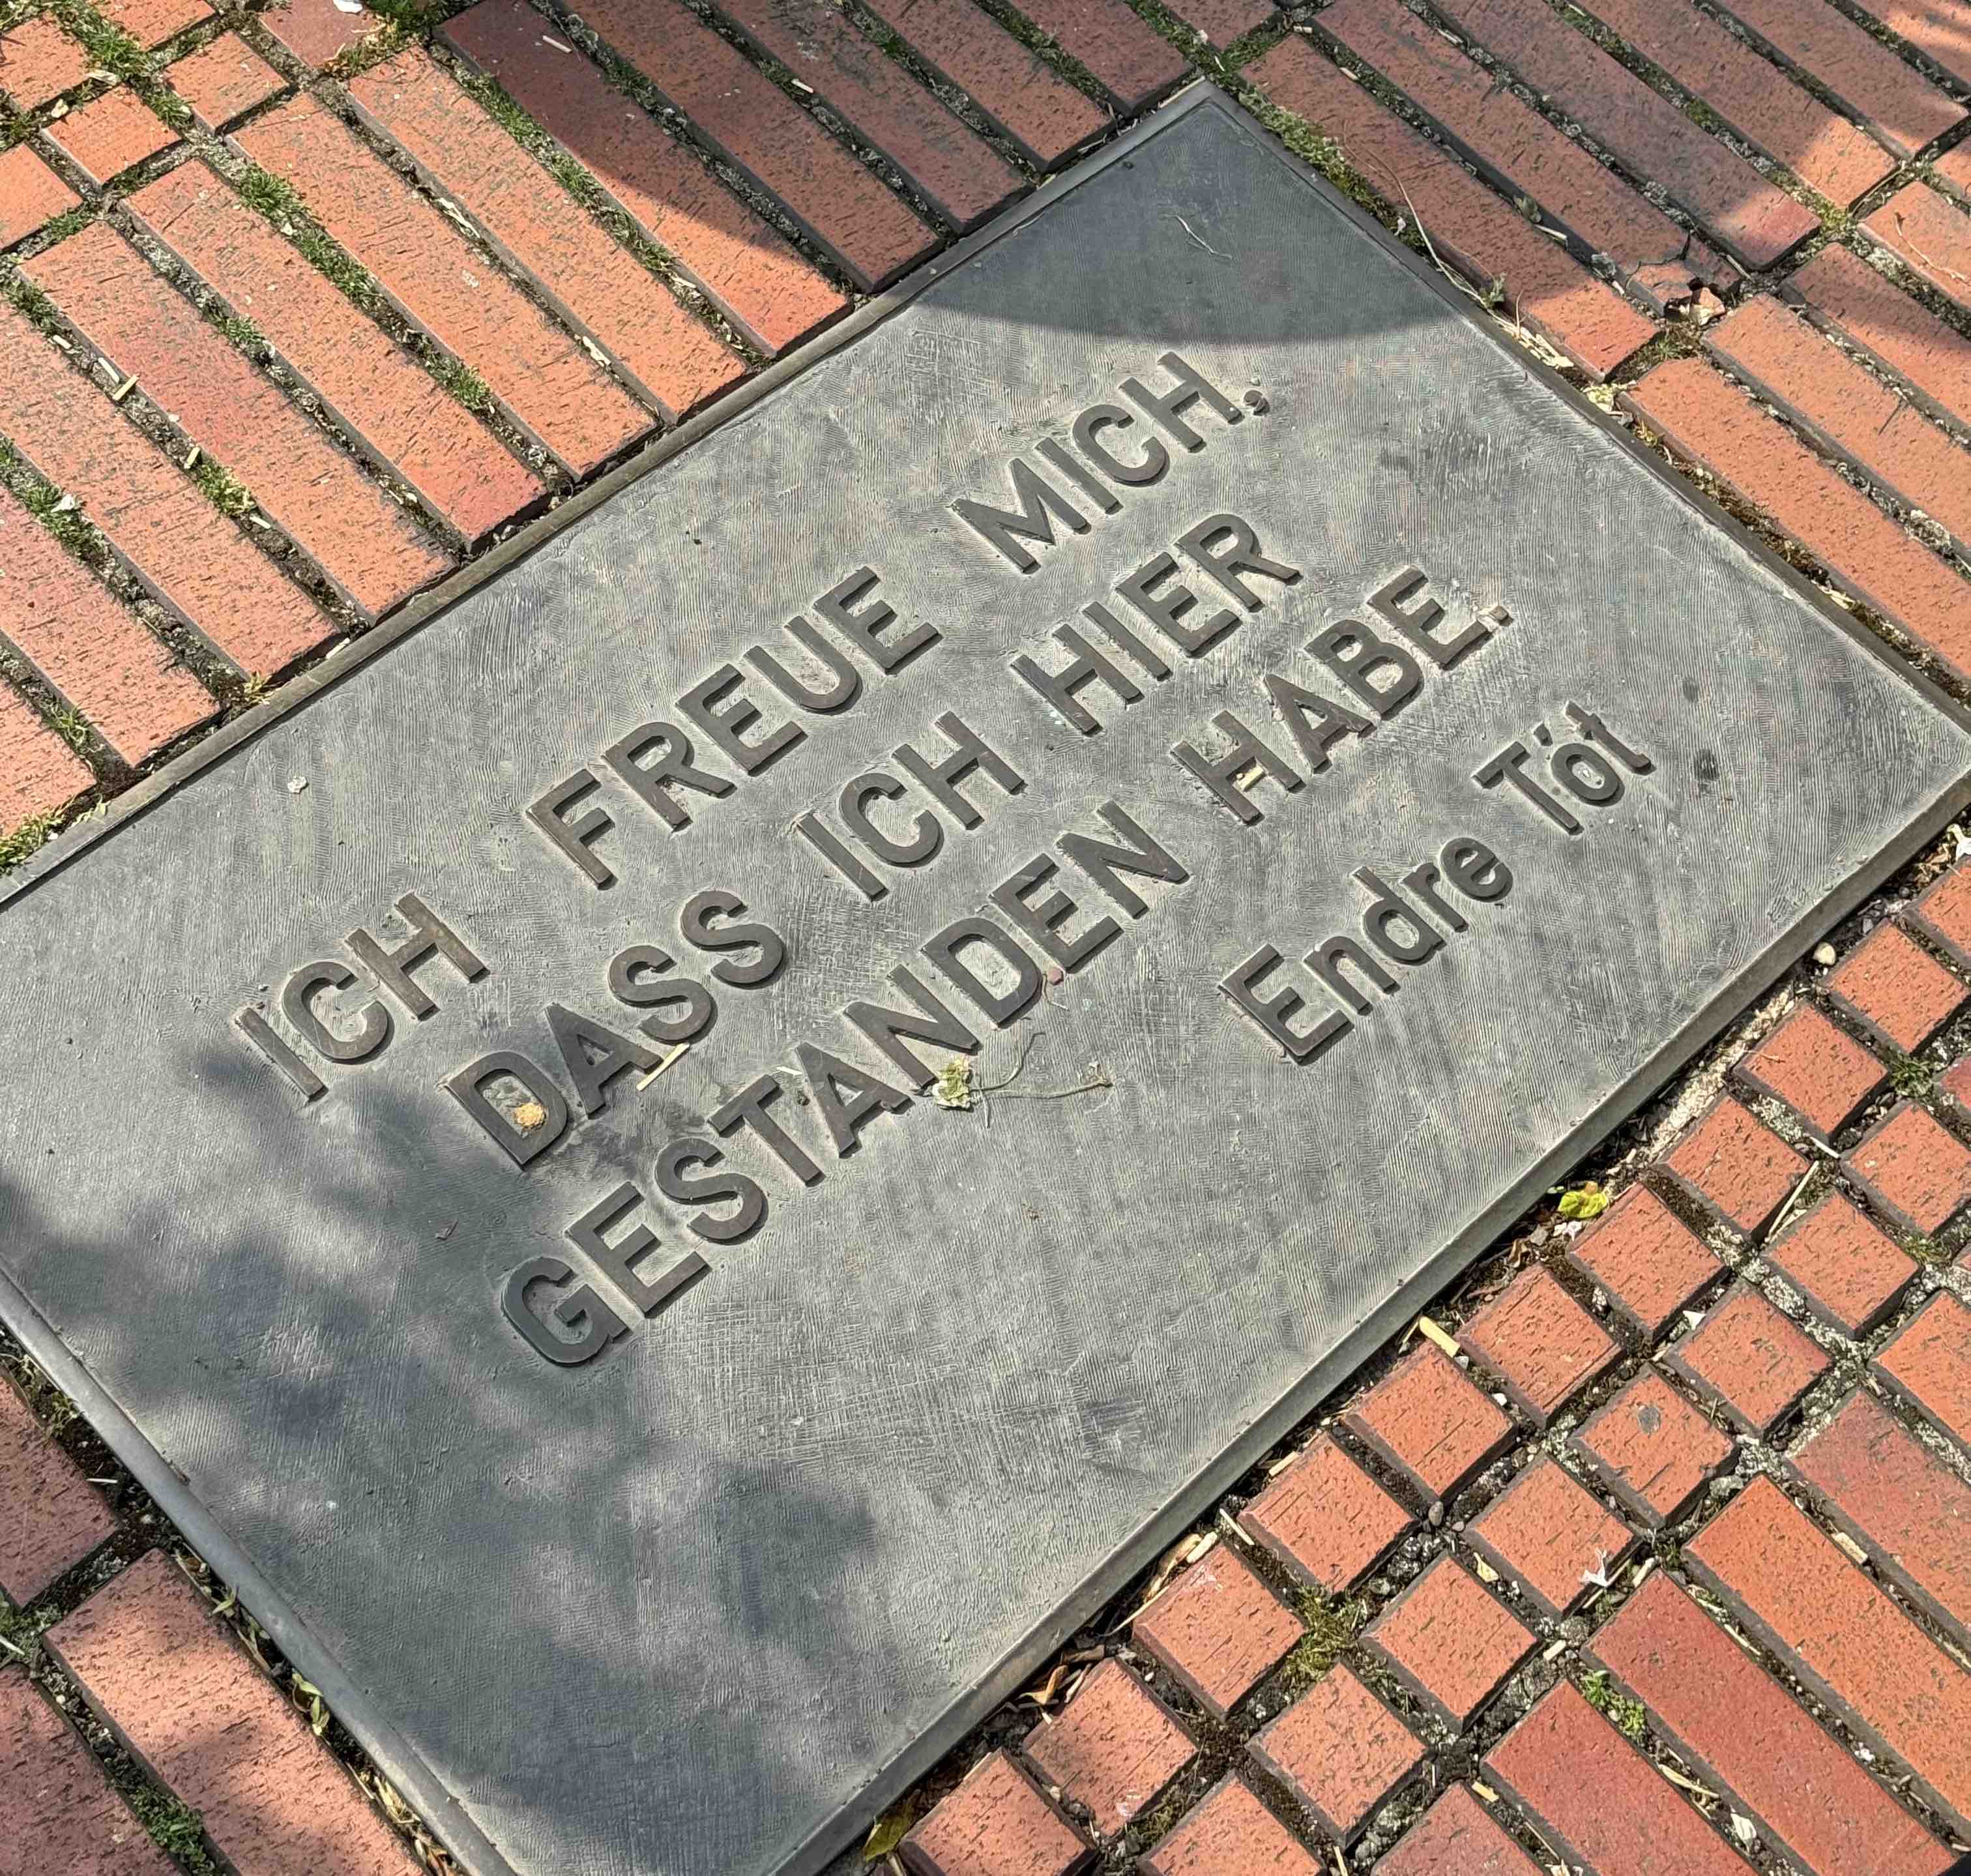 ICH FREUE MICH,
DASS ICH HIER
GESTANDEN HABE.
Endre Tót